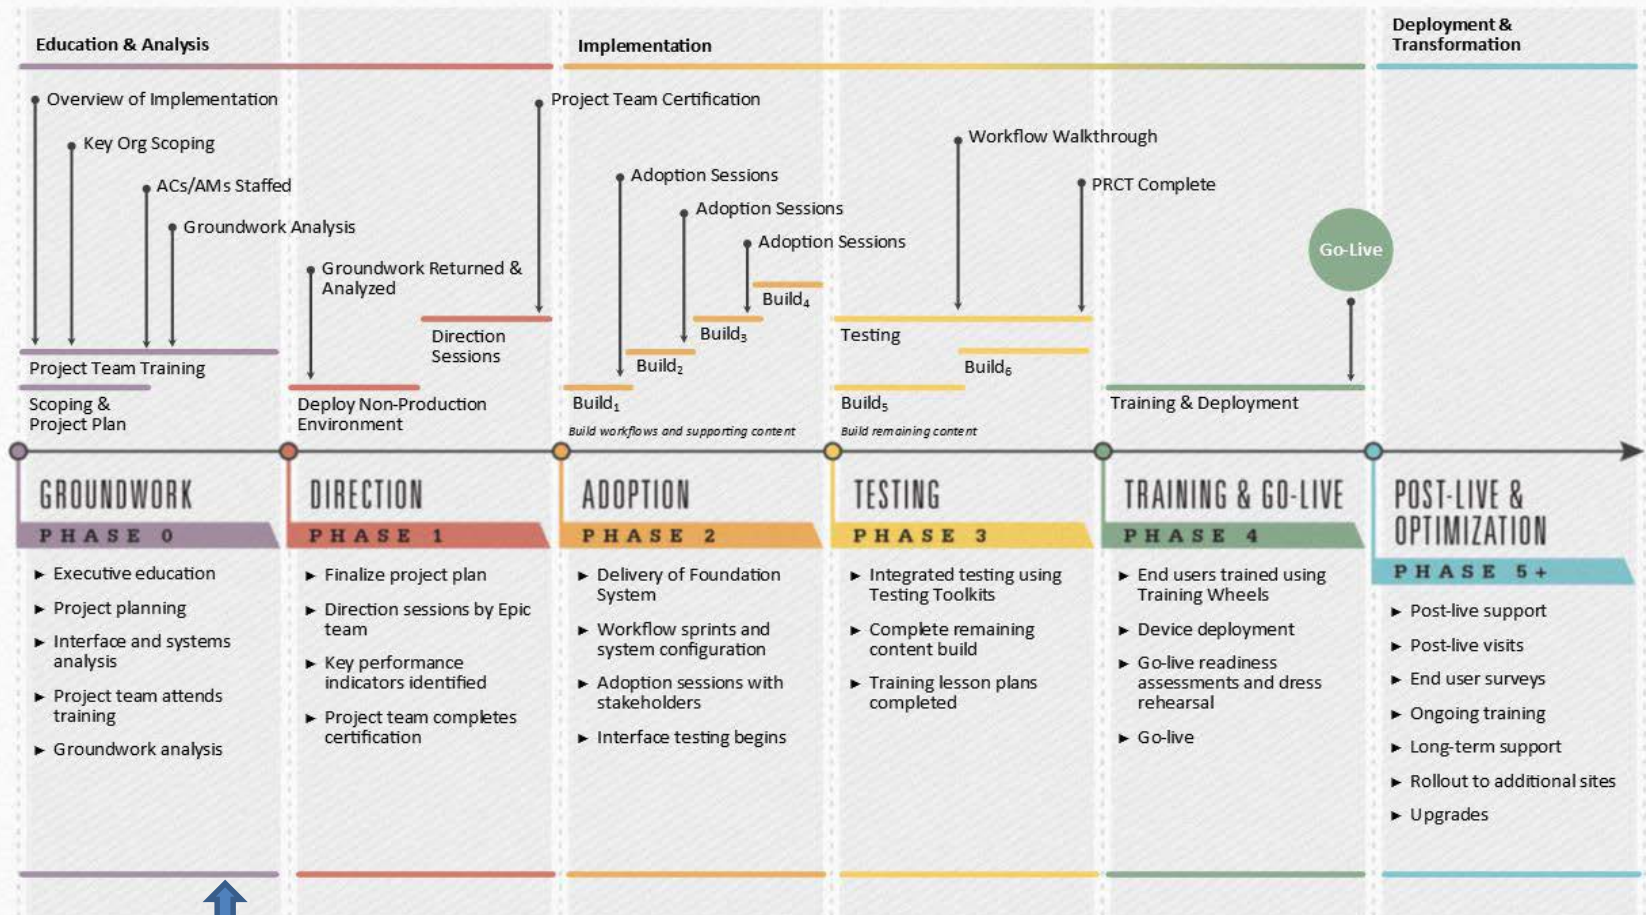 Education & Analysis
Implementation
Deployment &
Transformation
Overview of Implementation
Key Org Scoping
ACs/AMs Staffed
Groundwork Analysis
Project Team Training
Scoping &
Project Plan
Groundwork Returned &
Analyzed
Direction
Sessions
Deploy Non-Production
Environment
Project Team Certification
Adoption Sessions
Adoption Sessions
Adoption Sessions
Build₄
Build₃
Build₂
Build₁
Build workflows and supporting content
Workflow Walkthrough
PRCT Complete
Testing
Build₆
Build₅
Build remaining content
Go-Live
Training & Deployment
GROUNDWORK
PHASE 0
► Executive education
► Project planning
► Interface and systems
analysis
► Project team attends
training
► Groundwork analysis
DIRECTION
PHASE 1
► Finalize project plan
► Direction sessions by Epic
team
► Key performance
indicators identified
► Project team completes
certification
ADOPTION
PHASE 2
► Delivery of Foundation
System
► Workflow sprints and
system configuration
► Adoption sessions with
stakeholders
► Interface testing begins
TESTING
PHASE 3
► Integrated testing using
Testing Toolkits
► Complete remaining
content build
► Training lesson plans
completed
TRAINING & GO-LIVE
PHASE 4
► End users trained using
Training Wheels
► Device deployment
► Go-live readiness
assessments and dress
rehearsal
► Go-live
POST-LIVE &
OPTIMIZATION
PHASE 5+
► Post-live support
► Post-live visits
► End user surveys
► Ongoing training
► Long-term support
► Rollout to additional sites
► Upgrades